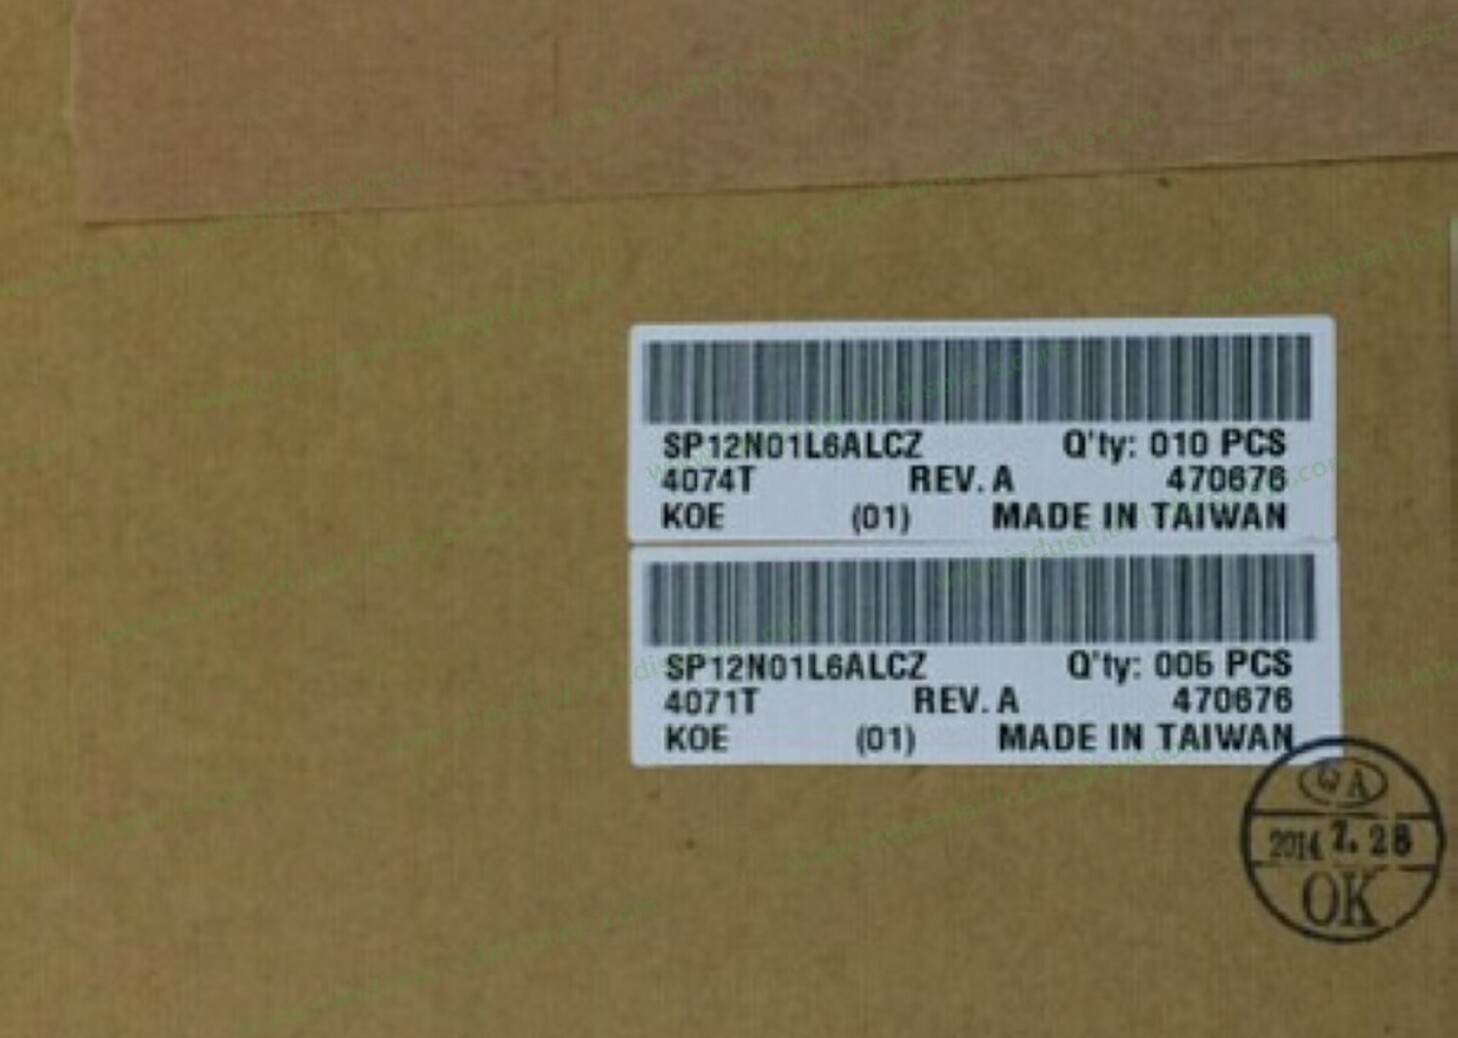 SP12N01L6ALCZ Q'ty: 010 PCS
4074T REV. A 470676
KOE (01) MADE IN TAIWAN
SP12N01L6ALCZ Q'ty: 005 PCS
4071T REV. A 470676
KOE (01) MADE IN TAIWAN
QA
2014 7. 28
OK